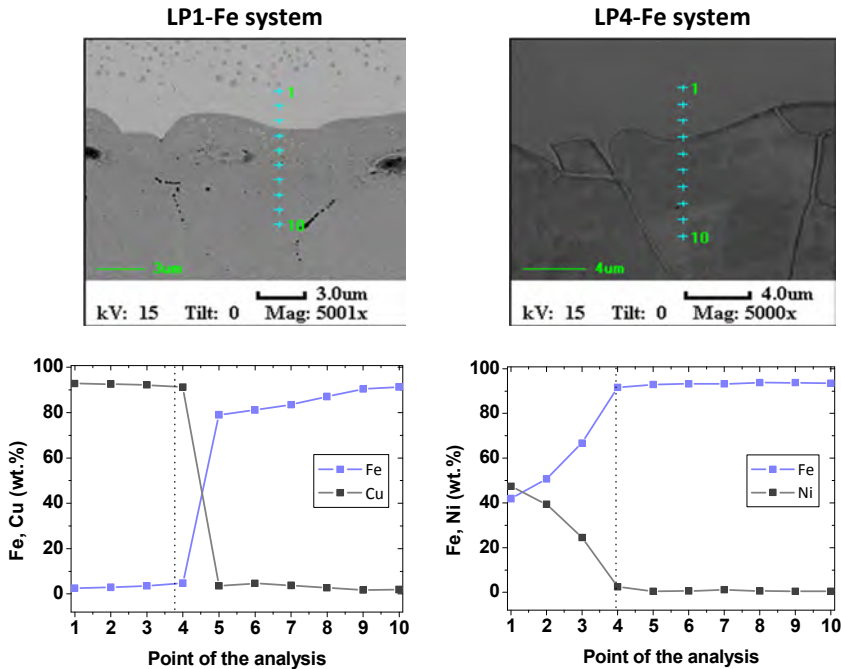 LP1-Fe system
LP4-Fe system
1
10
3um
3.0um
kV: 15 Tilt: 0 Mag: 5001x
1
10
4um
4.0um
kV: 15 Tilt: 0 Mag: 5000x
Fe, Cu (wt.%)
100
80
60
40
20
0
Fe
Cu
1 2 3 4 5 6 7 8 9 10
Point of the analysis
Fe, Ni (wt.%)
100
80
60
40
20
0
Fe
Ni
1 2 3 4 5 6 7 8 9 10
Point of the analysis